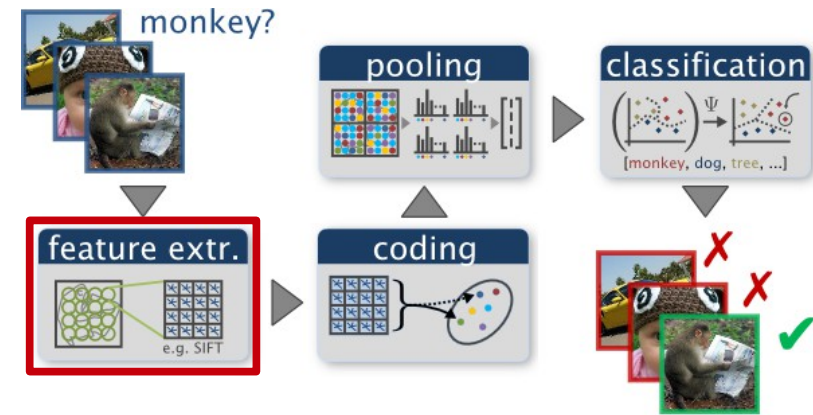 monkey?
feature extr.
e.g. SIFT
coding
pooling
classification
Ψ
[monkey, dog, tree, ...]